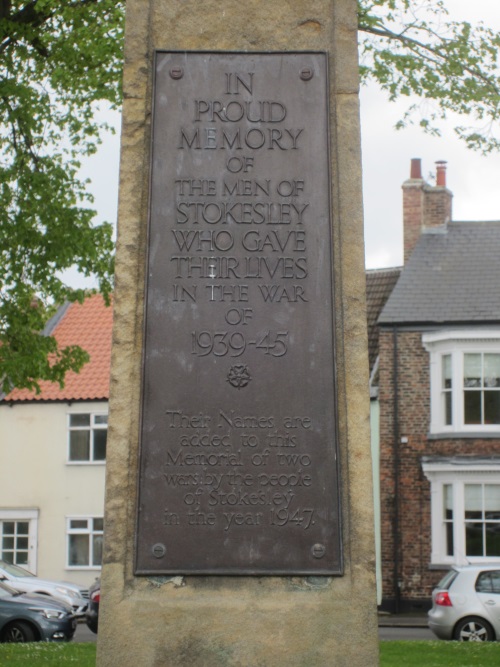 IN
PROUD
MEMORY
OF
THE MEN OF
STOKESLEY
WHO GAVE
THEIR LIVES
IN THE WAR
OF
1939-45
Their Names are
added to this
Memorial of two
wars by the people
of Stokesley
in the year 1947.